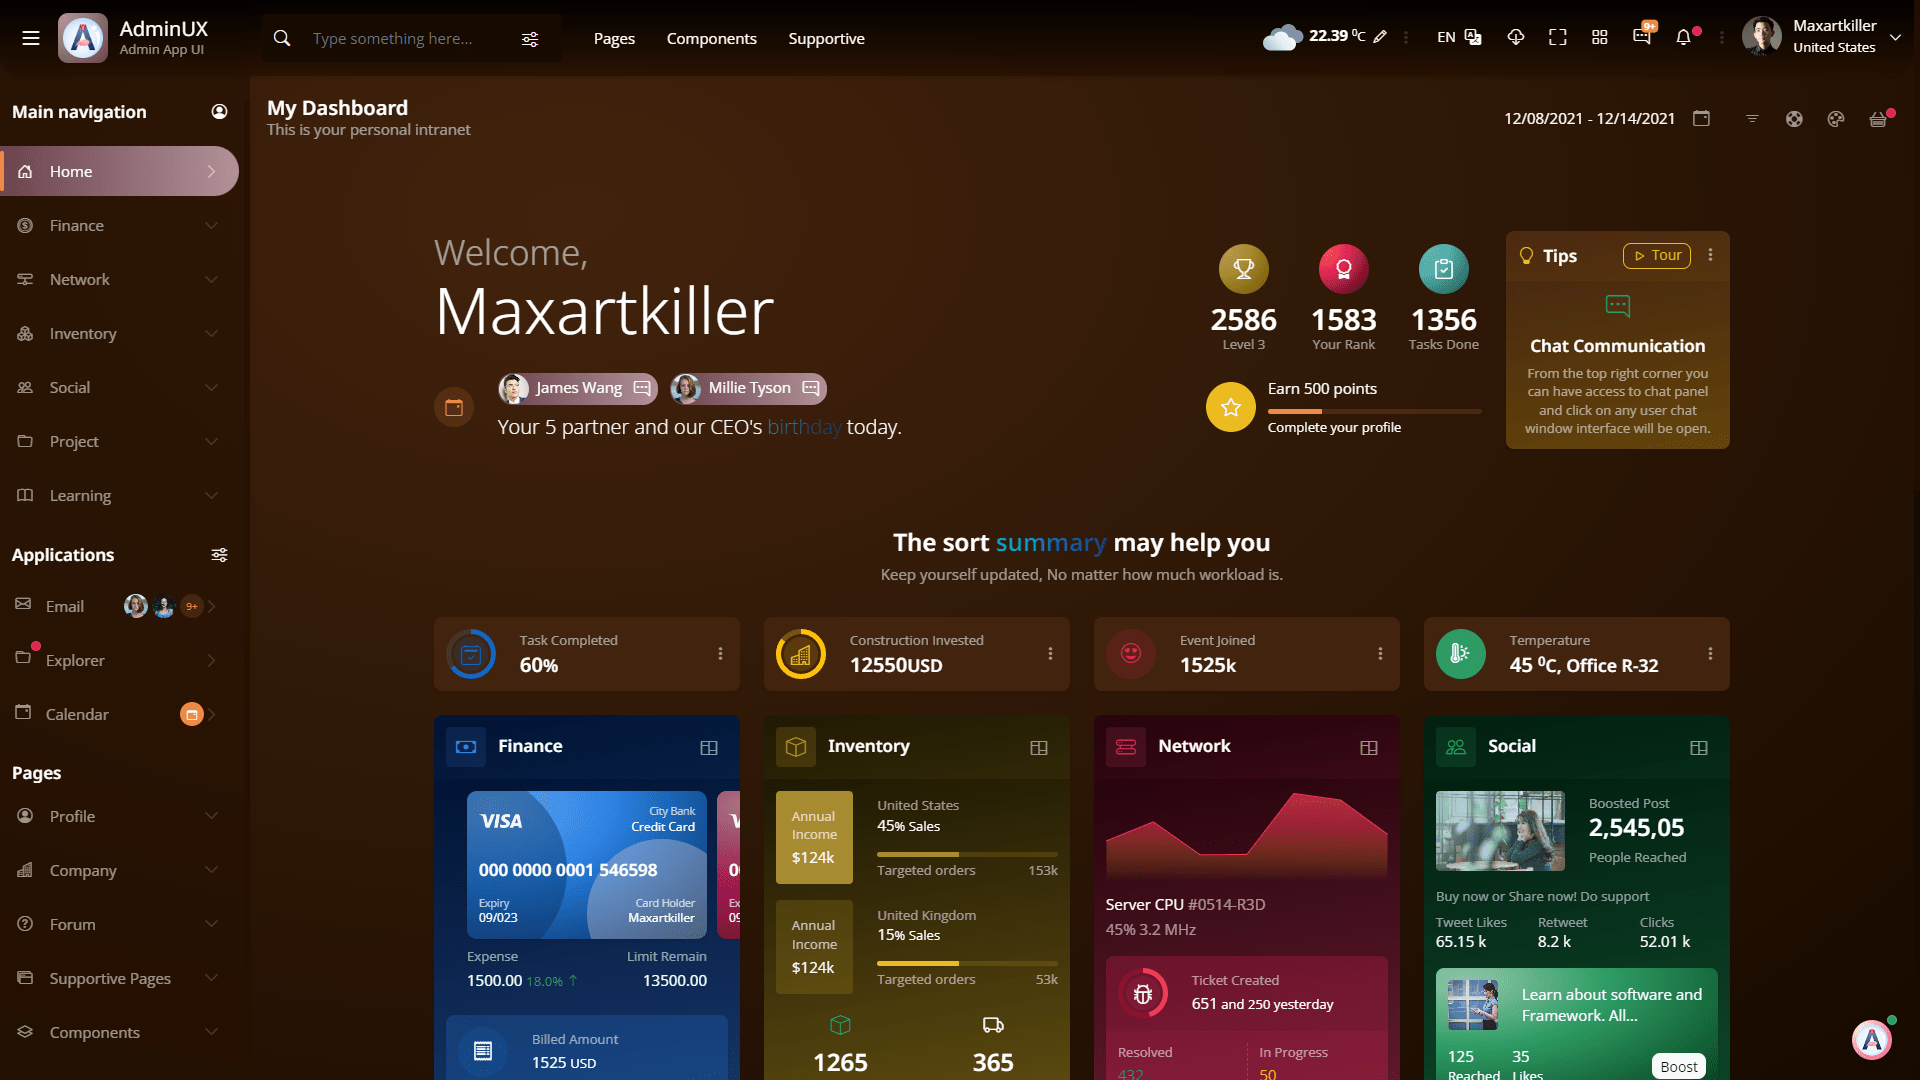 AdminUX
Admin App UI
Type something here...
Pages
Components
Supportive
22.39 ⁰C
EN
9+
Maxartkiller
United States
Main navigation
Home
Finance
Network
Inventory
Social
Project
Learning
Applications
Email
9+
Explorer
Calendar
Pages
Profile
Company
Forum
Supportive Pages
Components
My Dashboard
This is your personal intranet
12/08/2021 - 12/14/2021
Welcome,
Maxartkiller
James Wang
Millie Tyson
Your 5 partner and our CEO's birthday today.
2586
Level 3
1583
Your Rank
1356
Tasks Done
Earn 500 points
Complete your profile
Tips
Tour
Chat Communication
From the top right corner you
can have access to chat panel
and click on any user chat
window interface will be open.
The sort summary may help you
Keep yourself updated, No matter how much workload is.
Task Completed
60%
Construction Invested
12550USD
Event Joined
1525k
Temperature
45 ⁰C, Office R-32
Finance
VISA
City Bank
Credit Card
000 0000 0001 546598
Expiry
09/023
Card Holder
Maxartkiller
Expense
1500.00 18.0%
Limit Remain
13500.00
Billed Amount
1525 USD
Inventory
Annual
Income
$124k
United States
45% Sales
Targeted orders
153k
Annual
Income
$124k
United Kingdom
15% Sales
Targeted orders
53k
1265
365
Network
Server CPU #0514-R3D
45% 3.2 MHz
Ticket Created
651 and 250 yesterday
Resolved
432
In Progress
50
Social
Boosted Post
2,545,05
People Reached
Buy now or Share now! Do support
Tweet Likes
65.15 k
Retweet
8.2 k
Clicks
52.01 k
Learn about software and
Framework. All...
125
Reached
35
Likes
Boost